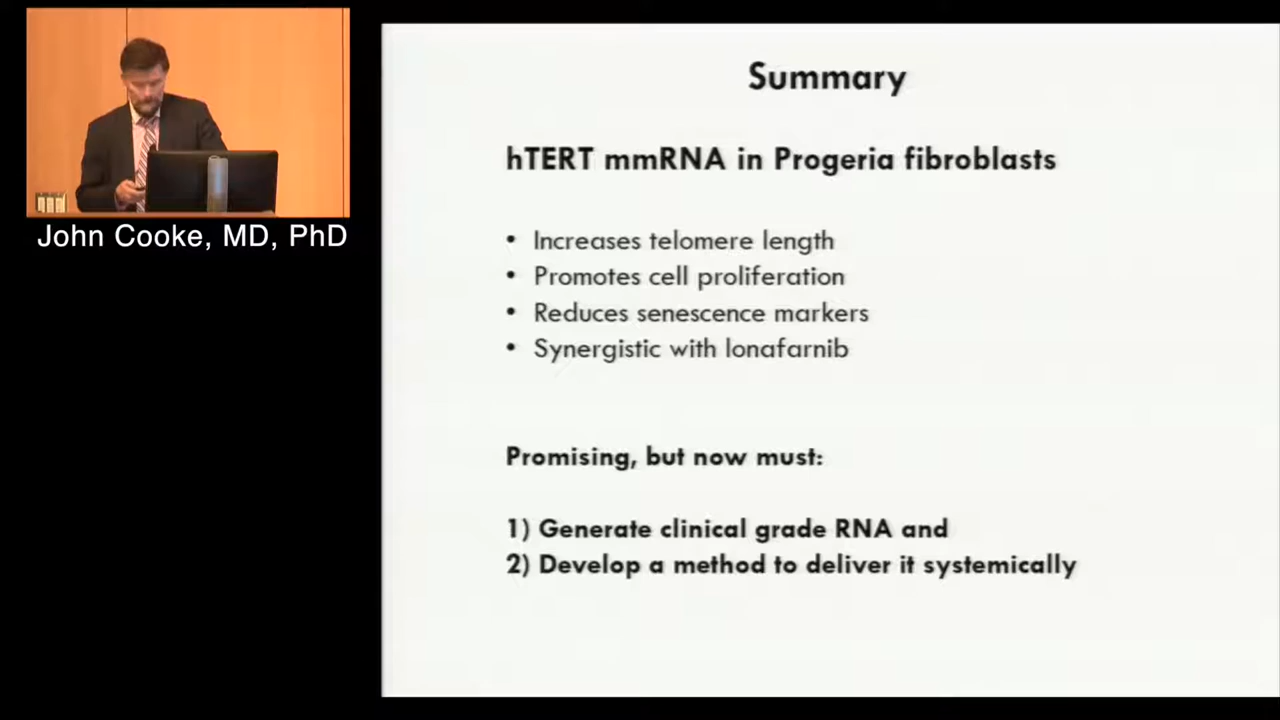 John Cooke, MD, PhD
Summary
hTERT mmRNA in Progeria fibroblasts
• Increases telomere length
• Promotes cell proliferation
• Reduces senescence markers
• Synergistic with lonafarnib
Promising, but now must:
1) Generate clinical grade RNA and
2) Develop a method to deliver it systemically